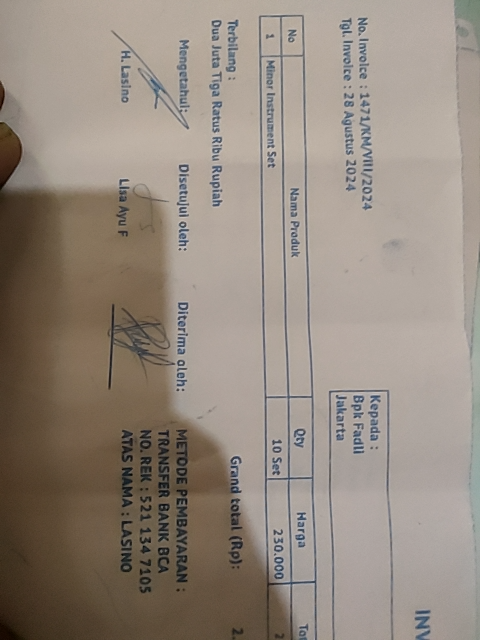 INV
No. Invoice : 1471/KM/VIII/2024
Tgl. Invoice : 28 Agustus 2024
Kepada :
Bpk Fadil
Jakarta
No Nama Produk Qty Harga Tot
1 Minor Instrument Set 10 Set 230.000 2
Grand total (Rp): 2.
Terbilang :
Dua Juta Tiga Ratus Ribu Rupiah
Mengetahui: Disetujui oleh: Diterima oleh:
H. Lasino Lisa Ayu F
METODE PEMBAYARAN :
TRANSFER BANK BCA
NO. REK : 521 134 7105
ATAS NAMA : LASINO